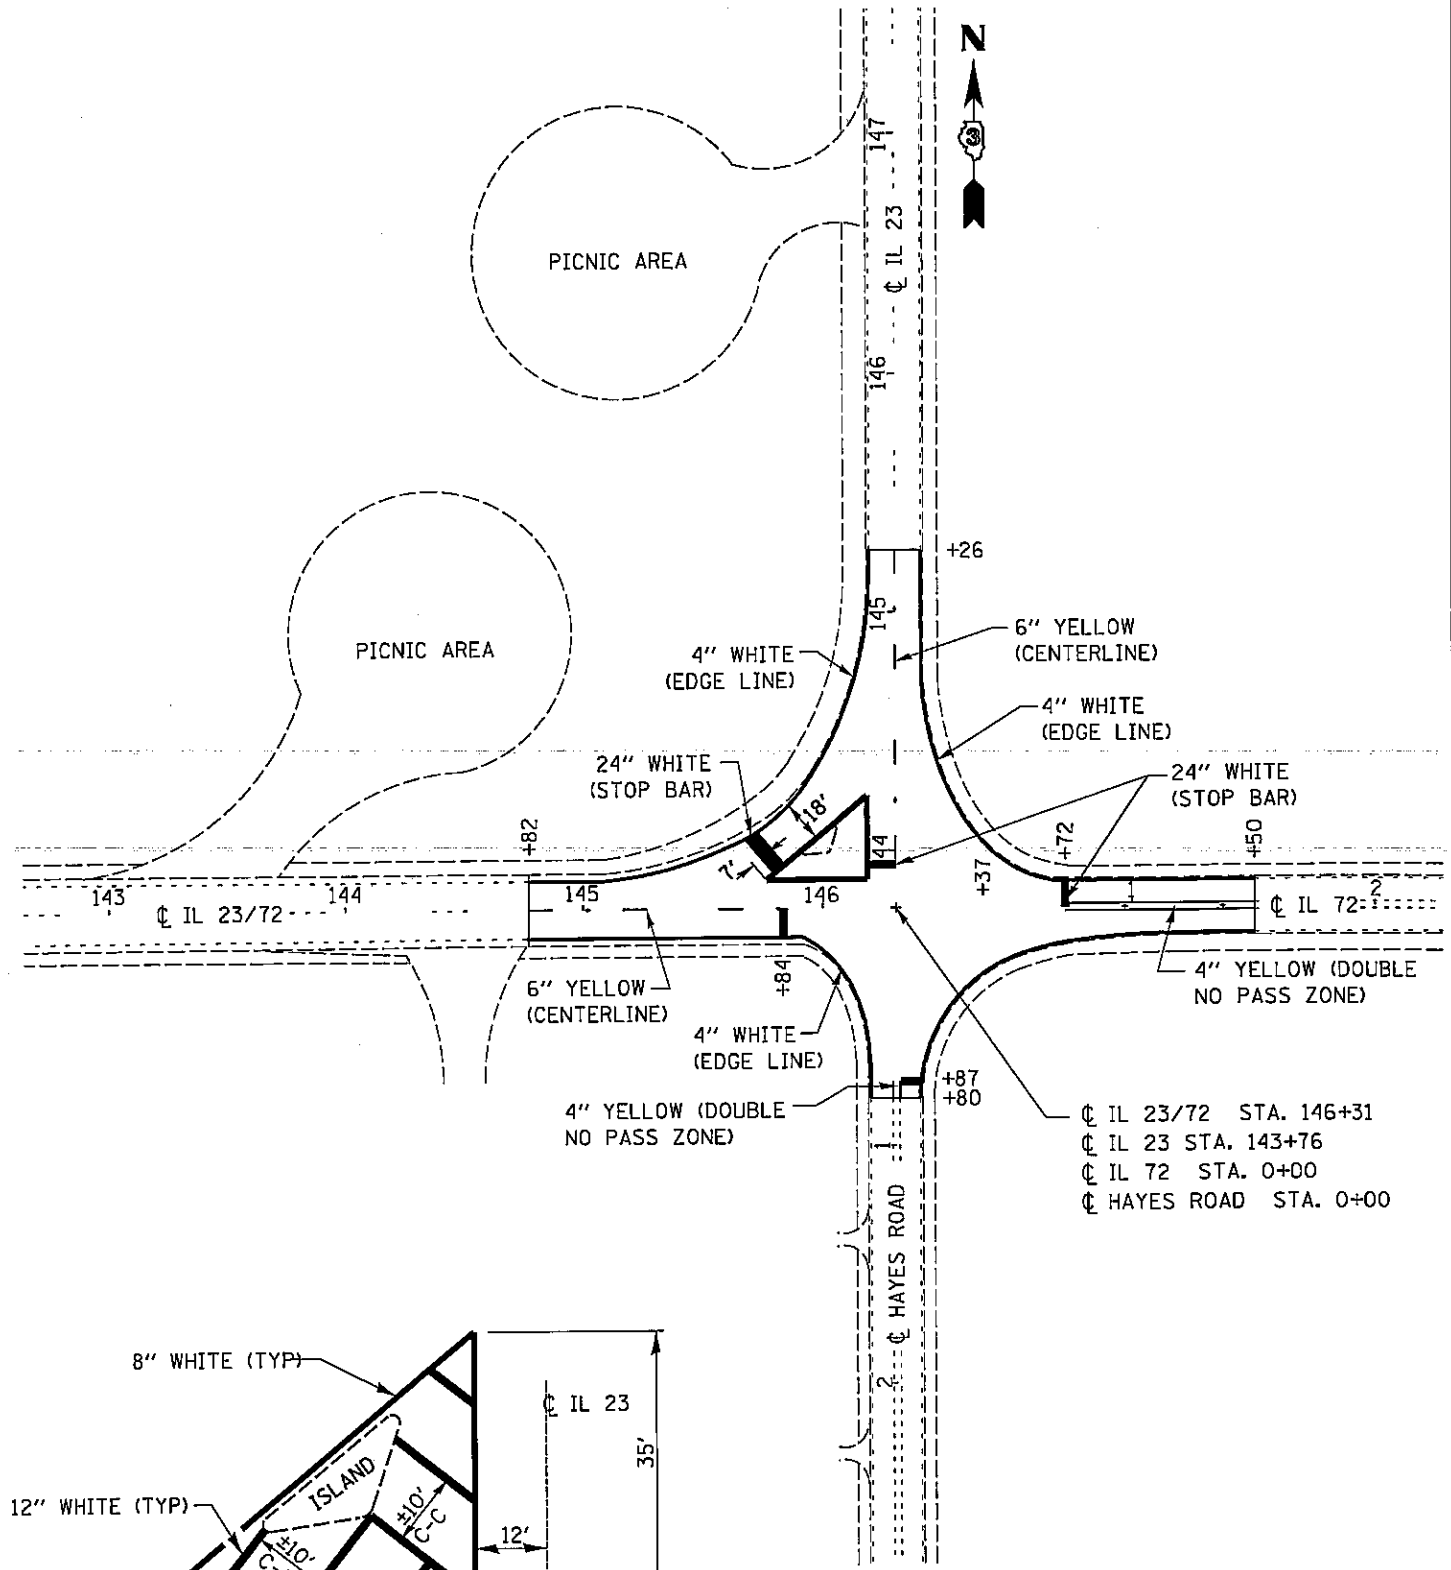 N
3
147
℄ IL 23
PICNIC AREA
146
+26
145
6" YELLOW
(CENTERLINE)
PICNIC AREA
4" WHITE
(EDGE LINE)
4" WHITE
(EDGE LINE)
24" WHITE
(STOP BAR)
24" WHITE
(STOP BAR)
18'
+82
44
+72
+50
7'
+37
143
144
145
146
2
℄ IL 23/72
℄ IL 72
+84
6" YELLOW
(CENTERLINE)
4" YELLOW (DOUBLE
NO PASS ZONE)
4" WHITE
(EDGE LINE)
+87
+80
4" YELLOW (DOUBLE
NO PASS ZONE)
℄ IL 23/72 STA. 146+31
℄ IL 23 STA. 143+76
℄ IL 72 STA. 0+00
℄ HAYES ROAD STA. 0+00
1
℄ HAYES ROAD
2
8" WHITE (TYP)
℄ IL 23
35'
ISLAND
12" WHITE (TYP)
±10'
C-C
12'
±10'